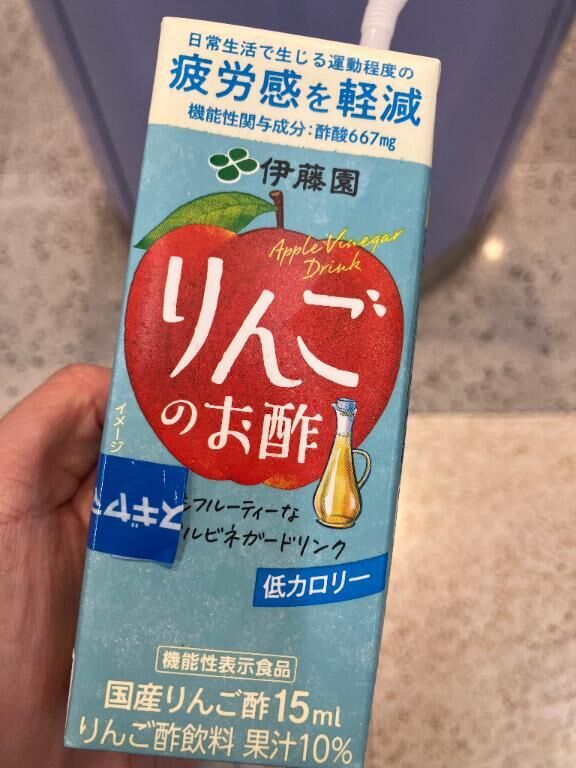 日常生活で生じる運動程度の
疲労感を軽減
機能性関与成分:酢酸667mg
伊藤園
Apple Vinegar
Drink
りんご
のお酢
イメージ
スギヤ
フルーティーな
ルビネガードリンク
低カロリー
機能性表示食品
国産りんご酢15ml
りんご酢飲料 果汁10%